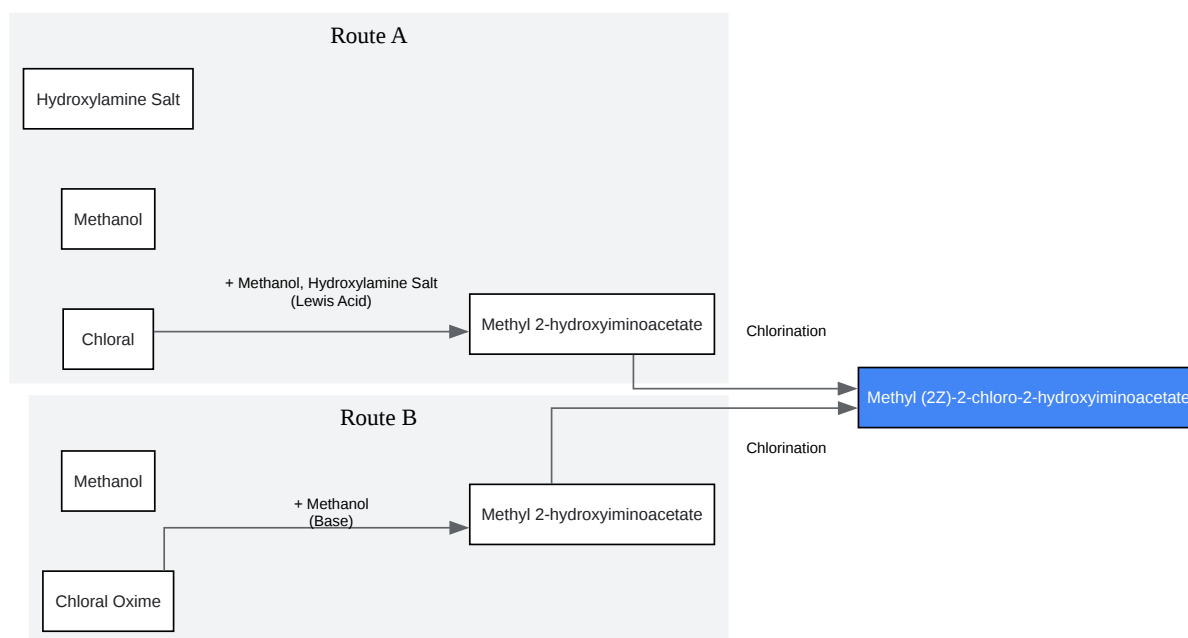 Route A
Hydroxylamine Salt
Methanol
+ Methanol, Hydroxylamine Salt
(Lewis Acid)
Chloral
Methyl 2-hydroxyiminoacetate
Chlorination
Methyl (2Z)-2-chloro-2-hydroxyiminoacetate
Route B
Chlorination
Methanol
+ Methanol
(Base)
Methyl 2-hydroxyiminoacetate
Chloral Oxime